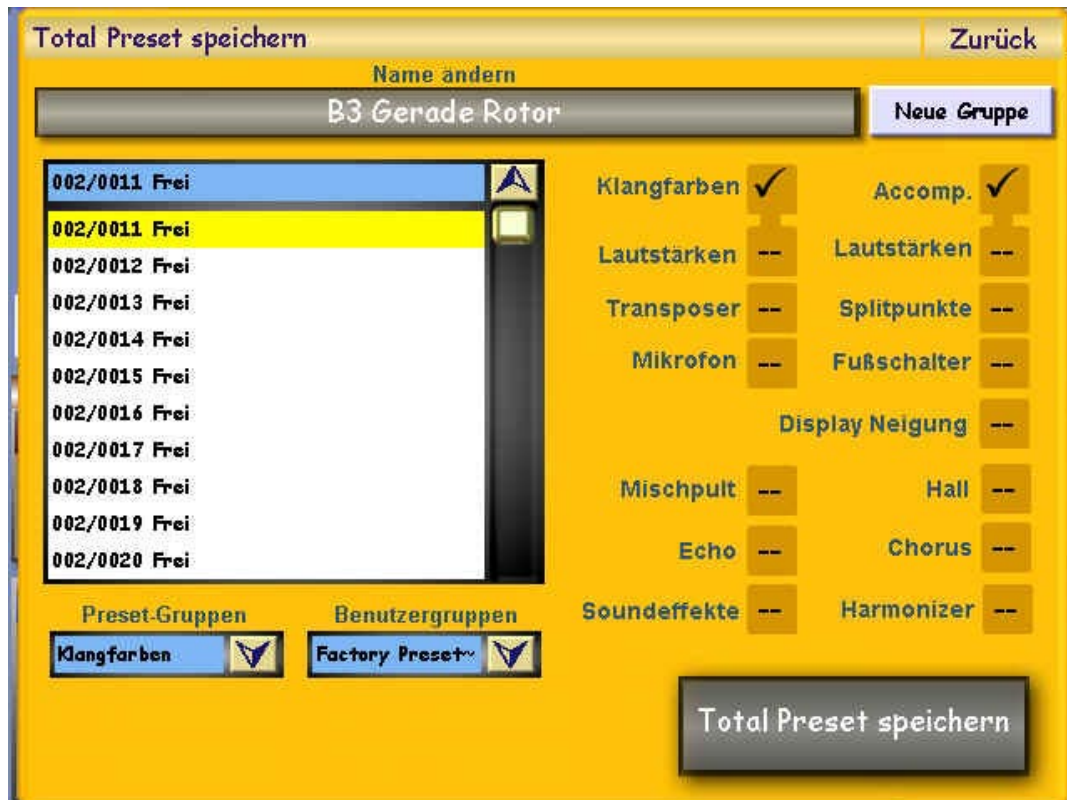 Total Preset speichern
Zurück
Name ändern
B3 Gerade Rotor
Neue Gruppe
002/0011 Frei
002/0011 Frei
002/0012 Frei
002/0013 Frei
002/0014 Frei
002/0015 Frei
002/0016 Frei
002/0017 Frei
002/0018 Frei
002/0019 Frei
002/0020 Frei
Preset-Gruppen
Benutzergruppen
Klangfarben
Factory Preset~
Klangfarben
Accomp.
Lautstärken --
Lautstärken --
Transposer --
Splitpunkte --
Mikrofon --
Fußschalter --
Display Neigung --
Mischpult --
Hall --
Echo --
Chorus --
Soundeffekte --
Harmonizer --
Total Preset speichern